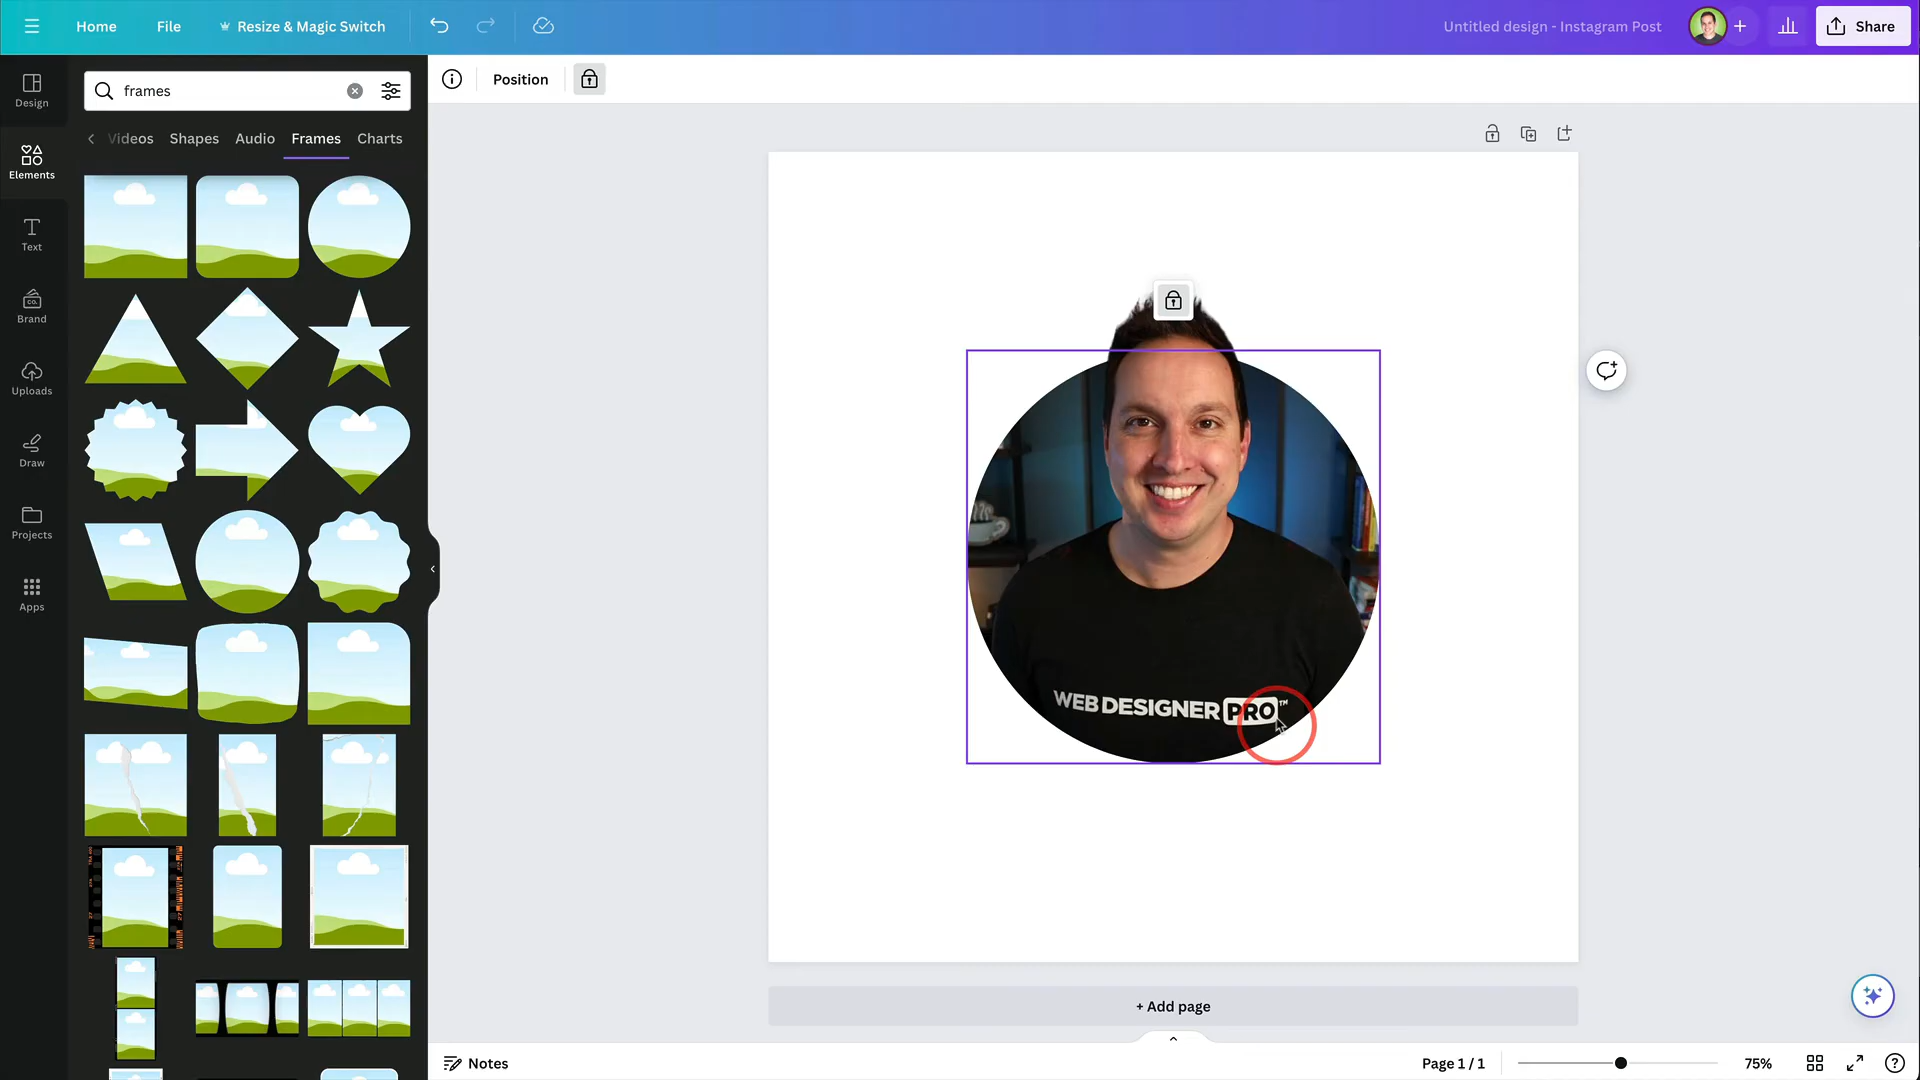 Home File Resize & Magic Switch Untitled design - Instagram Post Share
Design
Elements
Text
Brand
Uploads
Draw
Projects
Apps
frames
Videos Shapes Audio Frames Charts
Position
WEB DESIGNER PRO™
+ Add page
Notes
Page 1 / 1
75%